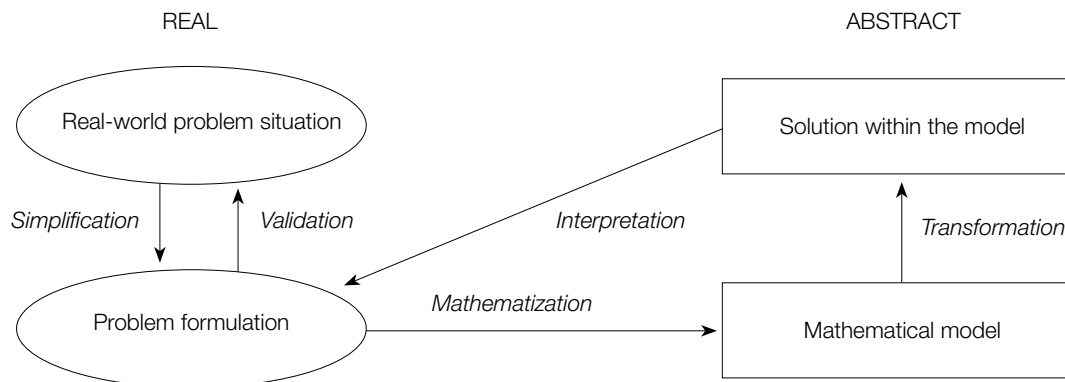 REAL
ABSTRACT
Real-world problem situation
Solution within the model
Simplification
Validation
Interpretation
Transformation
Mathematization
Problem formulation
Mathematical model